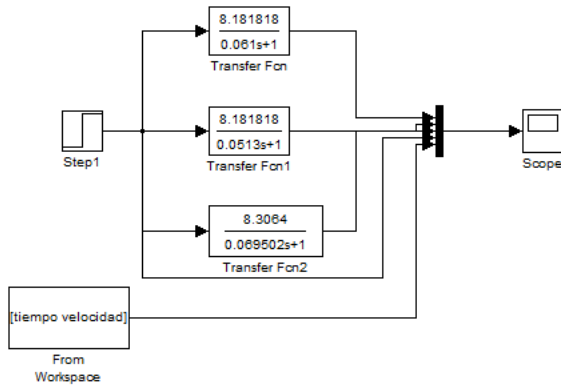 8.181818
0.061s+1
Transfer Fcn
Step1
8.181818
0.0513s+1
Transfer Fcn1
Scope
8.3064
0.069502s+1
Transfer Fcn2
[tiempo velocidad]
From
Workspace